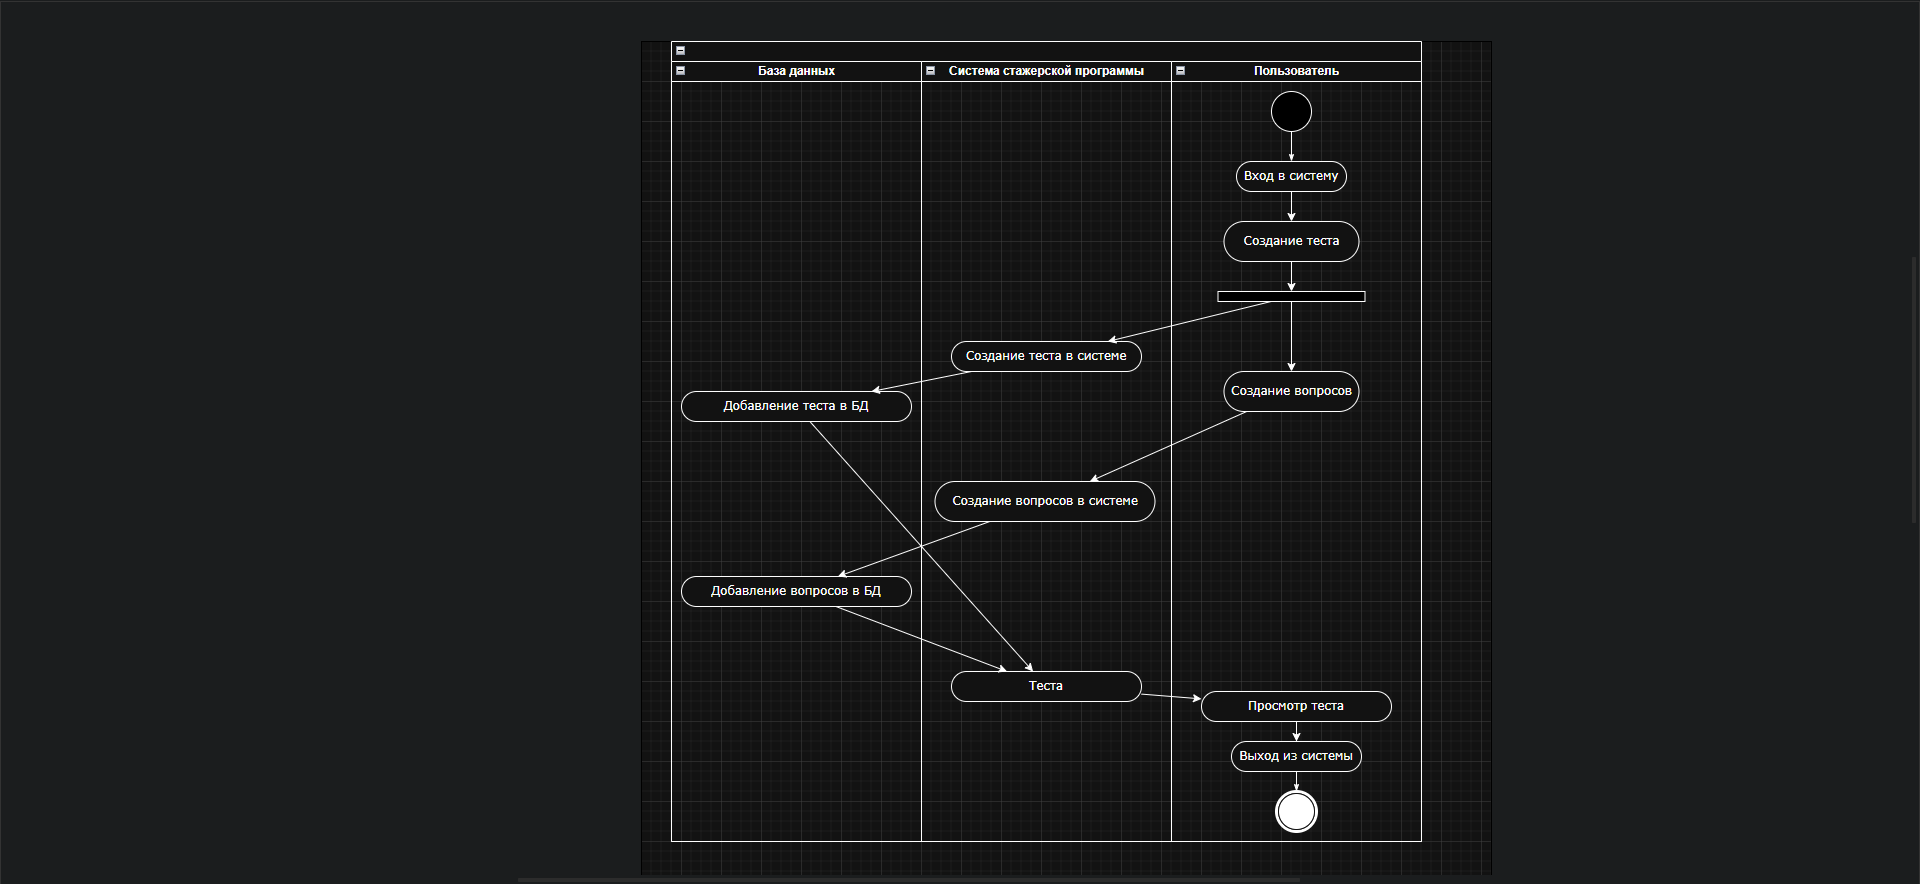 База данных
Система стажерской программы
Пользователь
Вход в систему
Создание теста
Создание теста в системе
Создание вопросов
Добавление теста в БД
Создание вопросов в системе
Добавление вопросов в БД
Теста
Просмотр теста
Выход из системы